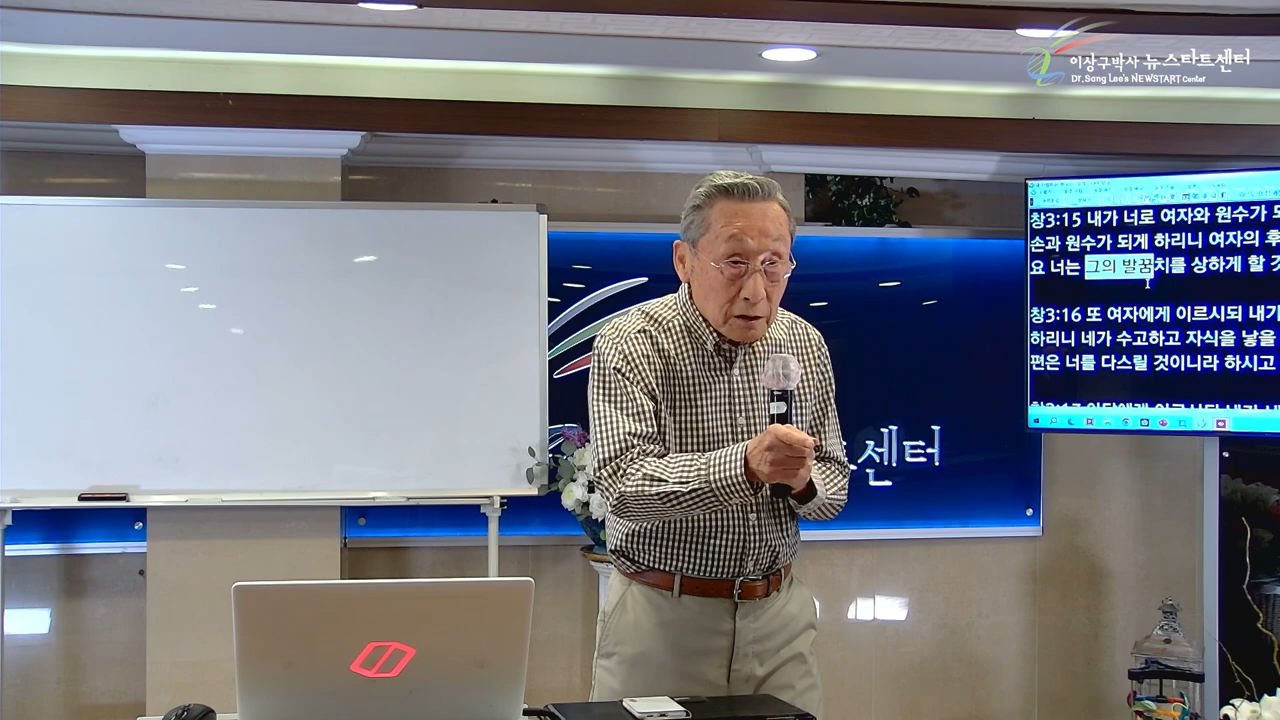 이상구박사 뉴스타트센터
Dr. Sang Lee's NEWSTART Center
창3:15 내가 너로 여자와 원수가
손과 원수가 되게 하리니 여자의 후
요 너는 그의 발꿈치를 상하게 할
창3:16 또 여자에게 이르시되 내가
하리니 네가 수고하고 자식을 낳을
편은 너를 다스릴 것이니라 하시고
센터